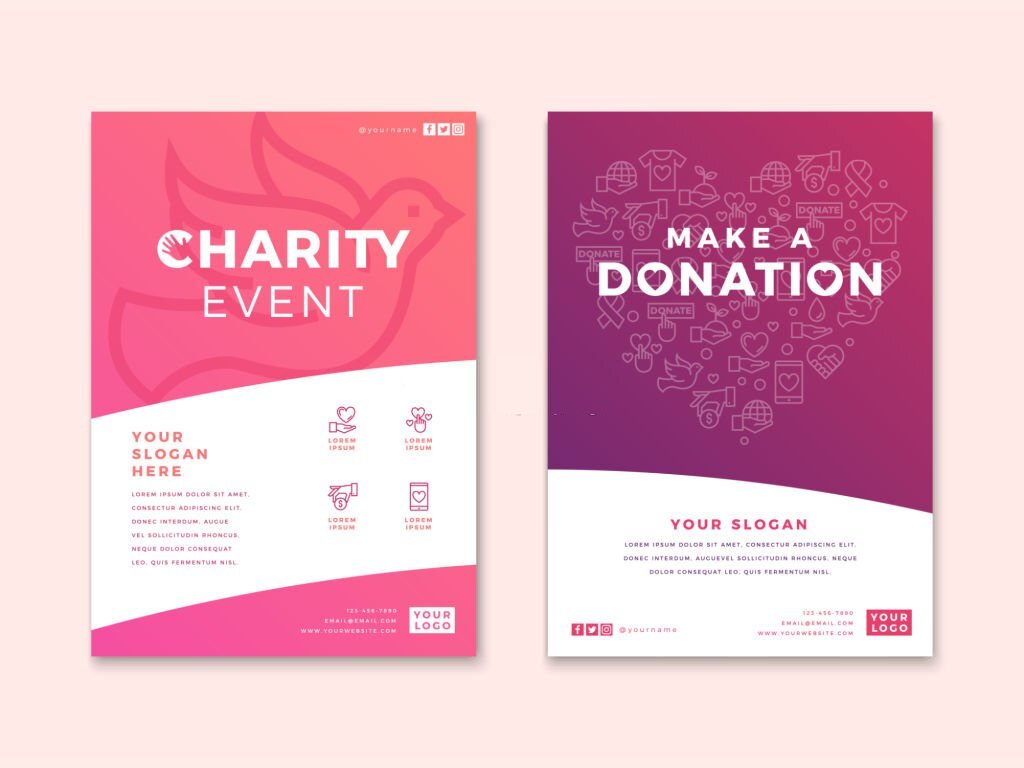 @yourname
CHARITY
EVENT
YOUR
SLOGAN
HERE
LOREM IPSUM DOLOR SIT AMET,
CONSECTUR ADIPISCING ELIT.
DONEC INTERDUM, AUGUE
VEL SOLLICITUDIN RHONCUS,
NEQUE DOLOR CONSEQUAT
LEO, QUIS FERMENTUM NISL.
LOREM
IPSUM
LOREM
IPSUM
$
LOREM
IPSUM
LOREM
IPSUM
123-456-7890
EMAIL@EMAIL.COM
WWW.YOURWEBSITE.COM
YOUR
LOGO
$
DONATE
MAKE A
DONATE
DONATION
DONATE
$
YOUR SLOGAN
LOREM IPSUM DOLOR SIT AMET, CONSECTUR ADIPISCING ELIT.
DONEC INTERDUM, AUGUEVEL SOLLICITUDIN RHONCUS, NEQUE
DOLOR CONSEQUAT LEO, QUIS FERMENTUM NISL.
@yourname
123-456-7890
EMAIL@EMAIL.COM
WWW.YOURWEBSITE.COM
YOUR
LOGO